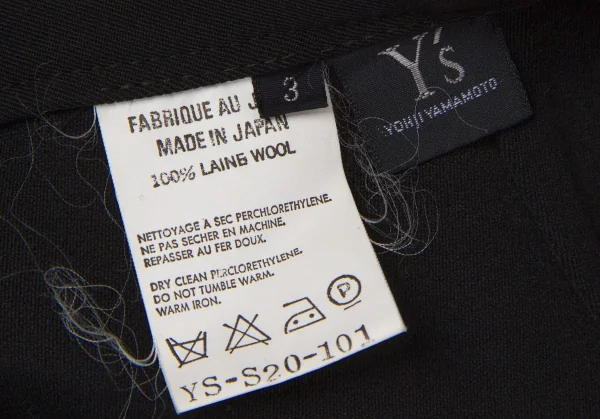 Y's
YOHJI YAMAMOTO
3
FABRIQUE AU
MADE IN JAPAN
100% LAINE WOOL
NETTOYAGE À SEC PERCHLORETHYLENE.
NE PAS SECHER EN MACHINE.
REPASSER AU FER DOUX.
DRY CLEAN PERCLORETHYLENE.
DO NOT TUMBLE WARM.
WARM IRON.
P
YS-S20-101